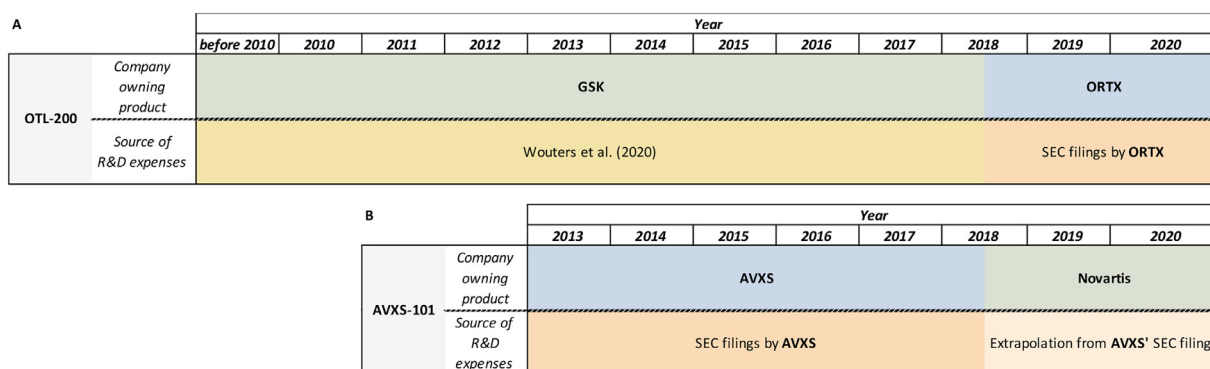 A
Year
before 2010 2010 2011 2012 2013 2014 2015 2016 2017 2018 2019 2020
OTL-200
Company
owning
product
GSK
ORTX
Source of
R&D expenses
Wouters et al. (2020)
SEC filings by ORTX
B
Year
2013 2014 2015 2016 2017 2018 2019 2020
AVXS-101
Company
owning
product
AVXS
Novartis
Source of
R&D
expenses
SEC filings by AVXS
Extrapolation from AVXS' SEC filing